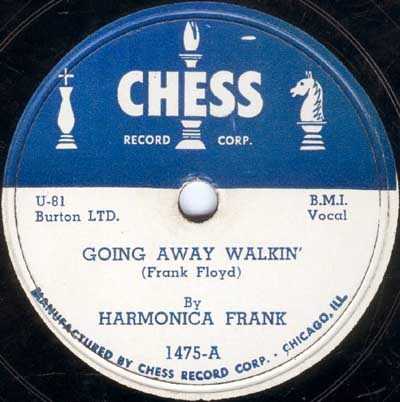 CHESS
RECORD CORP.
U-81
Burton LTD.
B.M.I.
Vocal
GOING AWAY WALKIN'
(Frank Floyd)
By
HARMONICA FRANK
1475-A
MANUFACTURED BY CHESS RECORD CORP. - CHICAGO, ILL